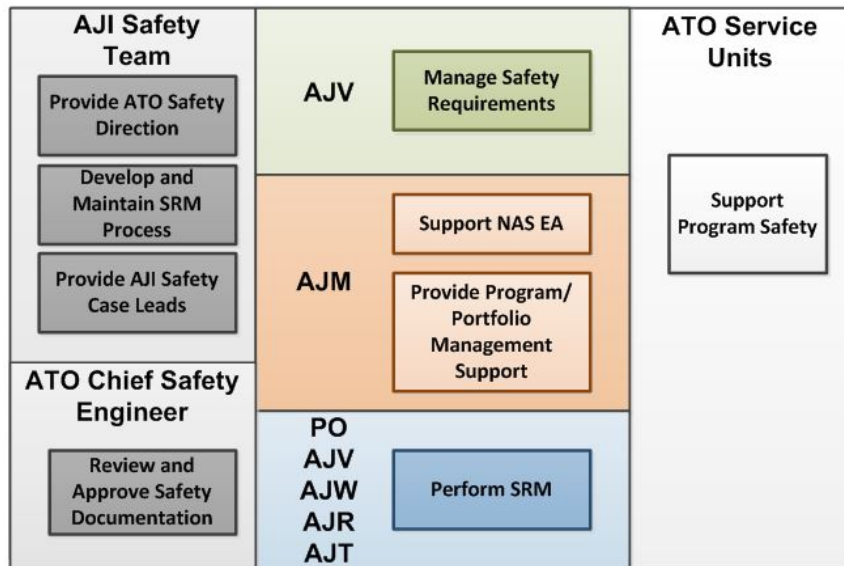 AJI Safety
Team
Provide ATO Safety
Direction
Develop and
Maintain SRM
Process
Provide AJI Safety
Case Leads
ATO Chief Safety
Engineer
Review and
Approve Safety
Documentation
AJV
Manage Safety
Requirements
AJM
Support NAS EA
Provide Program/
Portfolio
Management
Support
PO
AJV
AJW
AJR
AJT
Perform SRM
ATO Service
Units
Support
Program Safety